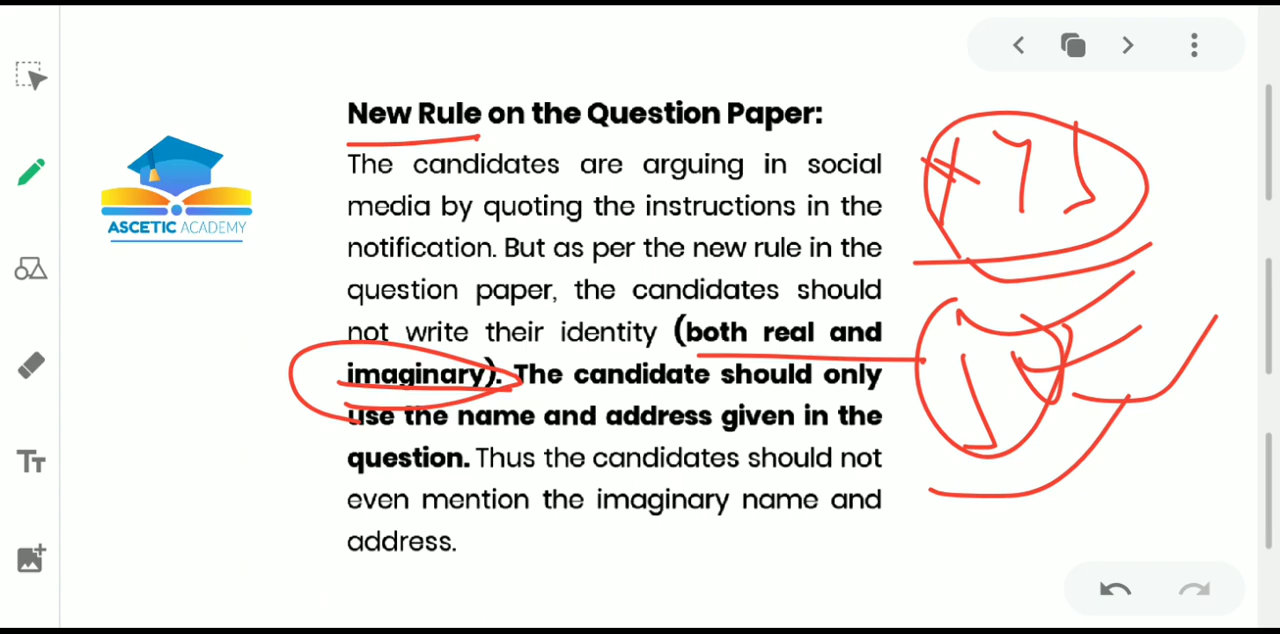 New Rule on the Question Paper:
The candidates are arguing in social
media by quoting the instructions in the
notification. But as per the new rule in the
question paper, the candidates should
not write their identity (both real and
imaginary). The candidate should only
use the name and address given in the
question. Thus the candidates should not
even mention the imaginary name and
address.
ASCETIC ACADEMY
TT